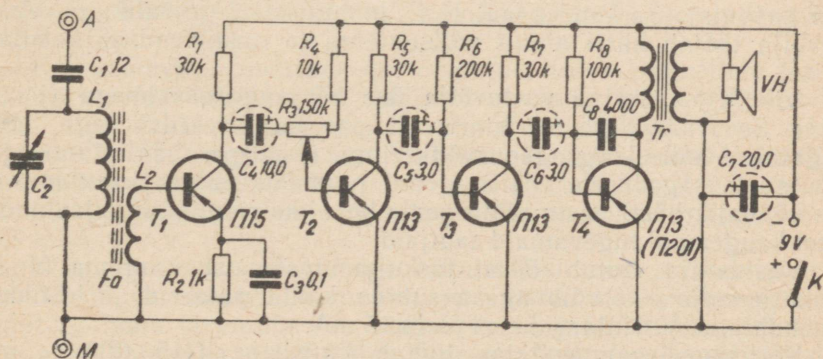 A
C₁ 12
L₁
C₂
L₂
Fa
M
T₁
R₁
30k
П15
R₂ 1k
C₃ 0,1
C₄ 10,0
R₃ 150k
R₄
10k
T₂
R₅
30k
П13
C₅ 3,0
R₆
200k
T₃
R₇
30k
П13
C₆ 3,0
R₈
100k
C₈ 4000
T₄
П13
(П201)
Tr
VH
C₇ 20,0
−
9V
+
K